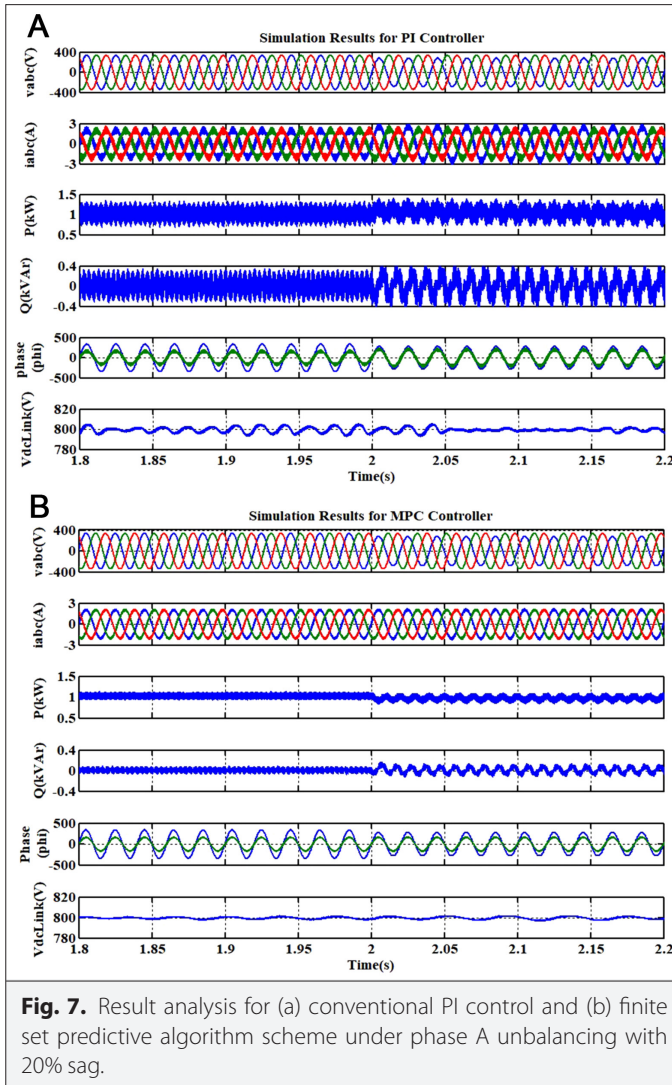 A
Simulation Results for PI Controller
vabc(V)
400
0
-400
iabc(A)
3
0
-3
P(kW)
1.5
1
0.5
Q(kVAr)
0.4
0
-0.4
phase
(phi)
500
0
-500
VdcLink(V)
820
800
780
1.8 1.85 1.9 1.95 2 2.05 2.1 2.15 2.2
Time(s)
B
Simulation Results for MPC Controller
vabc(V)
400
0
-400
iabc(A)
3
0
-3
P(kW)
1.5
1
0.5
Q(kVAr)
0.4
0
-0.4
Phase
(phi)
500
0
-500
VdcLink(V)
820
800
780
1.8 1.85 1.9 1.95 2 2.05 2.1 2.15 2.2
Time(s)
Fig. 7. Result analysis for (a) conventional PI control and (b) finite
set predictive algorithm scheme under phase A unbalancing with
20% sag.